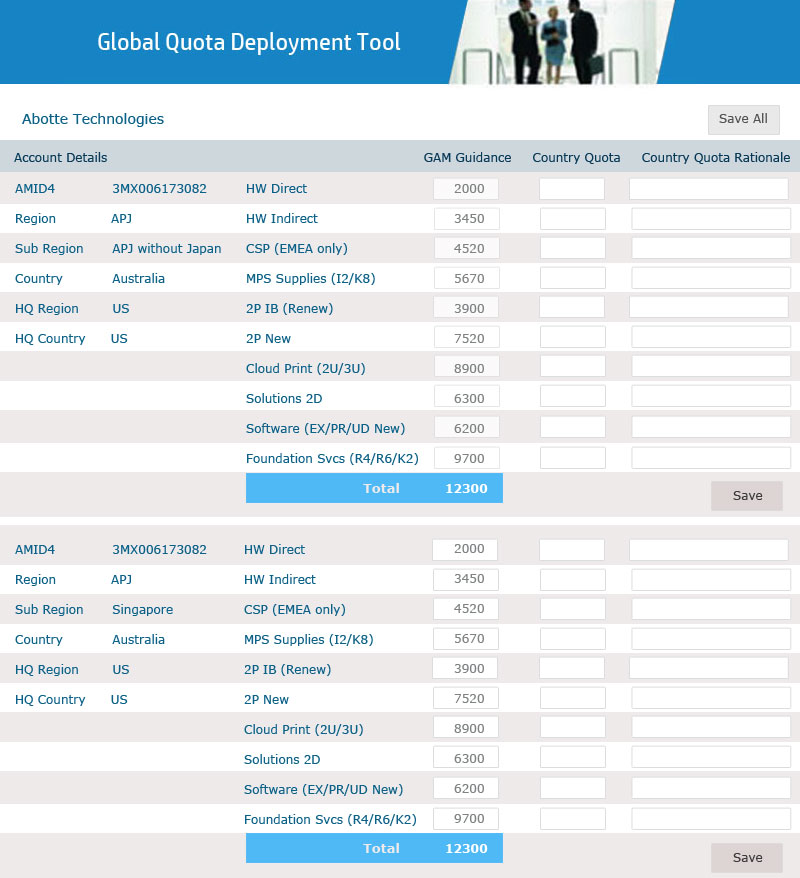 Global Quota Deployment Tool
Abotte Technologies Save All
Account Details GAM Guidance Country Quota Country Quota Rationale
AMID4 3MX006173082 HW Direct 2000
Region APJ HW Indirect 3450
Sub Region APJ without Japan CSP (EMEA only) 4520
Country Australia MPS Supplies (I2/K8) 5670
HQ Region US 2P IB (Renew) 3900
HQ Country US 2P New 7520
Cloud Print (2U/3U) 8900
Solutions 2D 6300
Software (EX/PR/UD New) 6200
Foundation Svcs (R4/R6/K2) 9700
Total 12300
Save
AMID4 3MX006173082 HW Direct 2000
Region APJ HW Indirect 3450
Sub Region Singapore CSP (EMEA only) 4520
Country Australia MPS Supplies (I2/K8) 5670
HQ Region US 2P IB (Renew) 3900
HQ Country US 2P New 7520
Cloud Print (2U/3U) 8900
Solutions 2D 6300
Software (EX/PR/UD New) 6200
Foundation Svcs (R4/R6/K2) 9700
Total 12300
Save